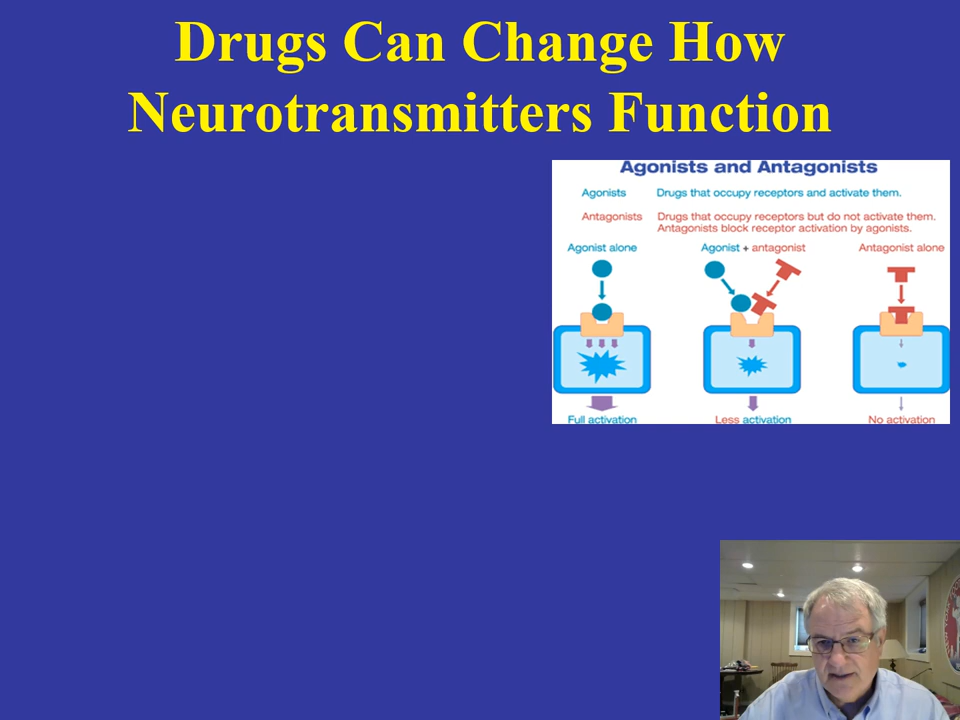 Drugs Can Change How
Neurotransmitters Function
Agonists and Antagonists
Agonists Drugs that occupy receptors and activate them.
Antagonists Drugs that occupy receptors but do not activate them.
Antagonists block receptor activation by agonists.
Agonist alone Agonist + antagonist Antagonist alone
Full activation Less activation No activation